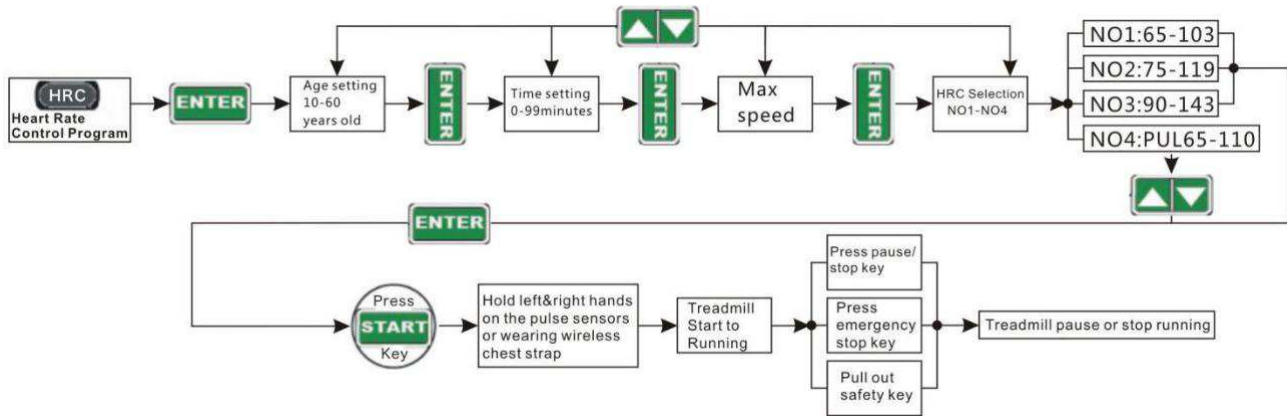 HRC
Heart Rate
Control Program
ENTER
Age setting
10-60
years old
ENTER
Time setting
0-99minutes
ENTER
Max
speed
ENTER
HRC Selection
NO1-NO4
NO1:65-103
NO2:75-119
NO3:90-143
NO4:PUL65-110
ENTER
Press
START
Key
Hold left&right hands
on the pulse sensors
or wearing wireless
chest strap
Treadmill
Start to
Running
Press pause/
stop key
Press
emergency
stop key
Pull out
safety key
Treadmill pause or stop running